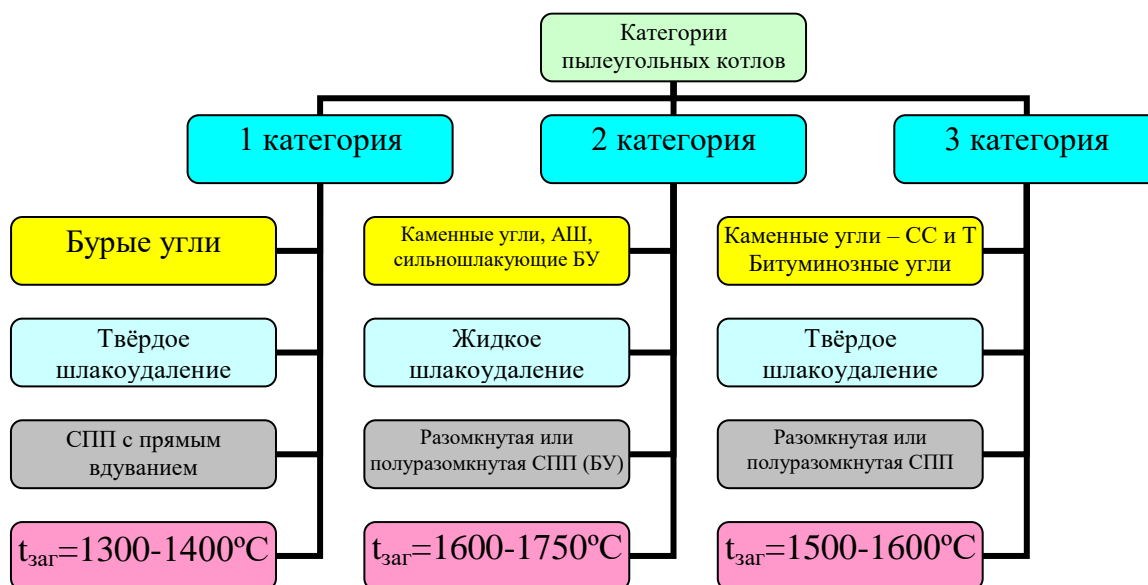 Категории
пылеугольных котлов
1 категория
2 категория
3 категория
Бурые угли
Каменные угли, АШ,
сильношлакующие БУ
Каменные угли – СС и Т
Битуминозные угли
Твёрдое
шлакоудаление
Жидкое
шлакоудаление
Твёрдое
шлакоудаление
СПП с прямым
вдуванием
Разомкнутая или
полуразомкнутая СПП (БУ)
Разомкнутая или
полуразомкнутая СПП
tзаг=1300-1400ºС
tзаг=1600-1750ºС
tзаг=1500-1600ºС